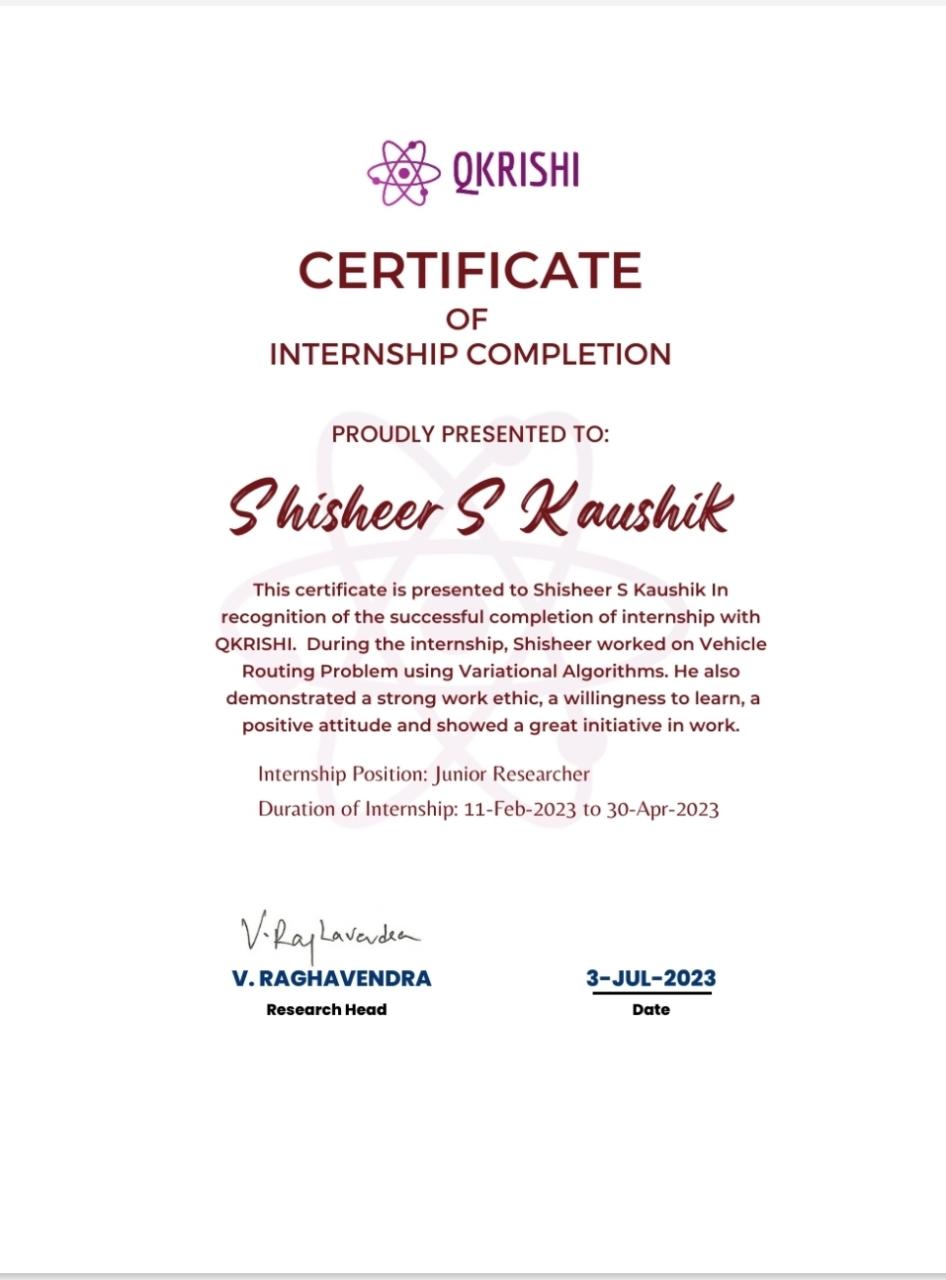 QKRISHI
CERTIFICATE
OF
INTERNSHIP COMPLETION
PROUDLY PRESENTED TO:
Shisheer S Kaushik
This certificate is presented to Shisheer S Kaushik In
recognition of the successful completion of internship with
QKRISHI.  During the internship, Shisheer worked on Vehicle
Routing Problem using Variational Algorithms. He also
demonstrated a strong work ethic, a willingness to learn, a
positive attitude and showed a great initiative in work.
Internship Position: Junior Researcher
Duration of Internship: 11-Feb-2023 to 30-Apr-2023
V. Raghavendra
V. RAGHAVENDRA
Research Head
3-JUL-2023
Date